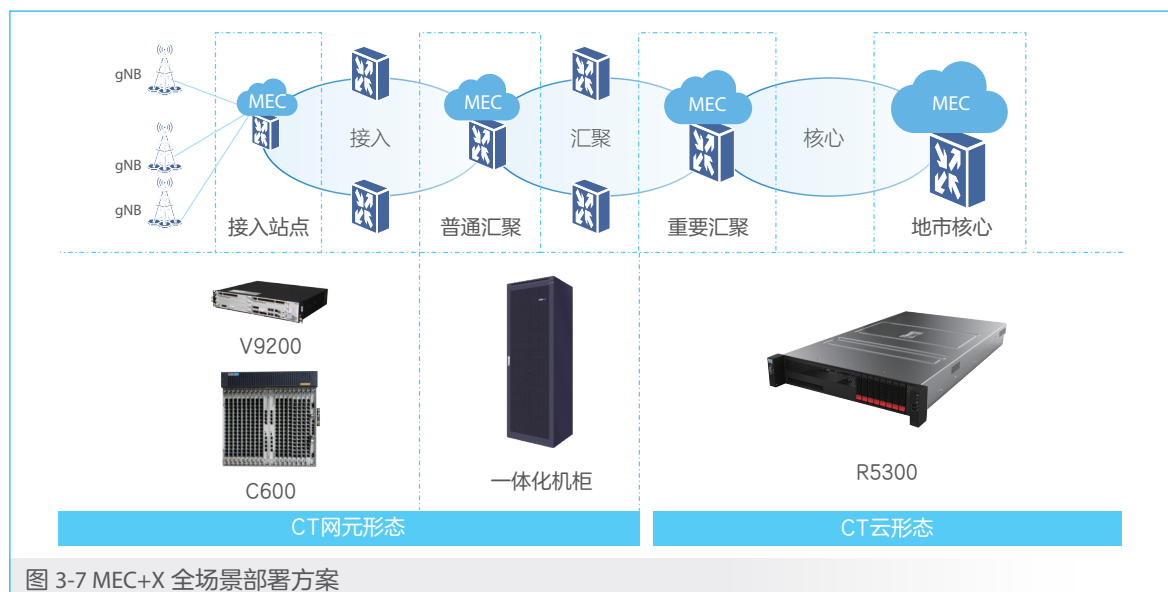 gNB
gNB
gNB
MEC
MEC
MEC
MEC
接入
汇聚
核心
接入站点
普通汇聚
重要汇聚
地市核心
V9200
C600
一体化机柜
R5300
CT网元形态
CT云形态
图 3-7 MEC+X 全场景部署方案